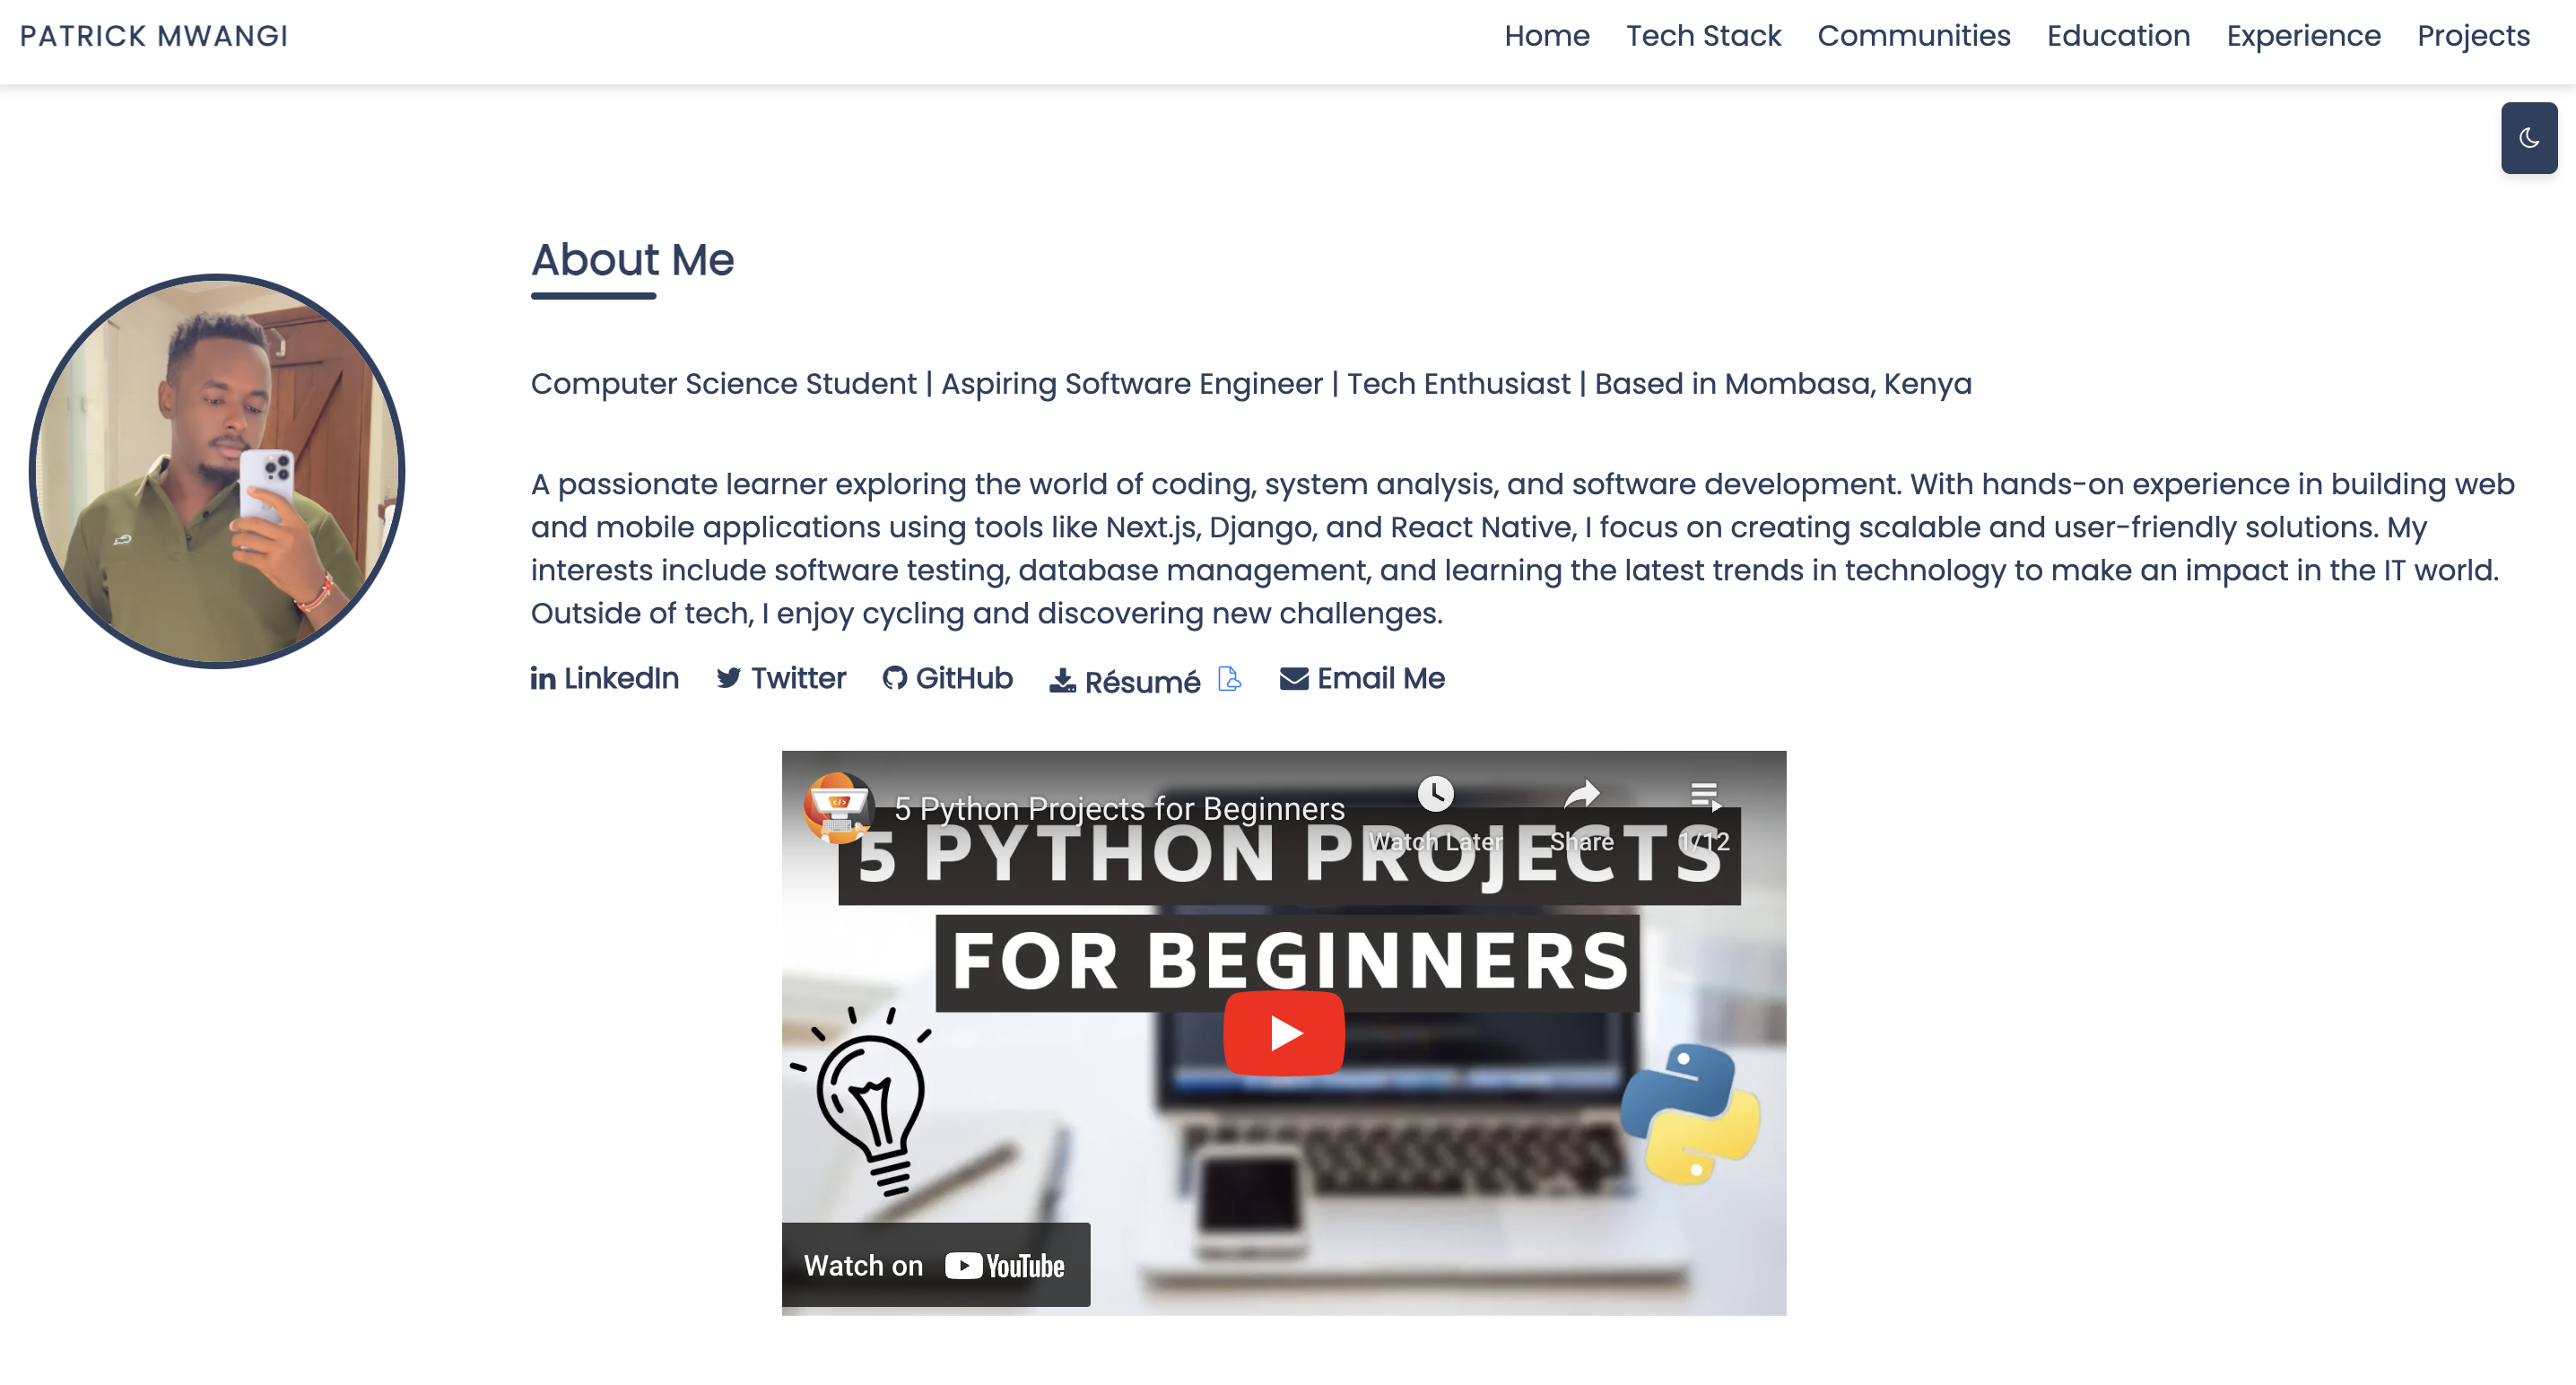 PATRICK MWANGI
Home Tech Stack Communities Education Experience Projects
About Me
Computer Science Student | Aspiring Software Engineer | Tech Enthusiast | Based in Mombasa, Kenya
A passionate learner exploring the world of coding, system analysis, and software development. With hands-on experience in building web
and mobile applications using tools like Next.js, Django, and React Native, I focus on creating scalable and user-friendly solutions. My
interests include software testing, database management, and learning the latest trends in technology to make an impact in the IT world.
Outside of tech, I enjoy cycling and discovering new challenges.
LinkedIn Twitter GitHub Résumé Email Me
5 Python Projects for Beginners
Watch Later Share 1/12
5 PYTHON PROJECTS
FOR BEGINNERS
Watch on YouTube